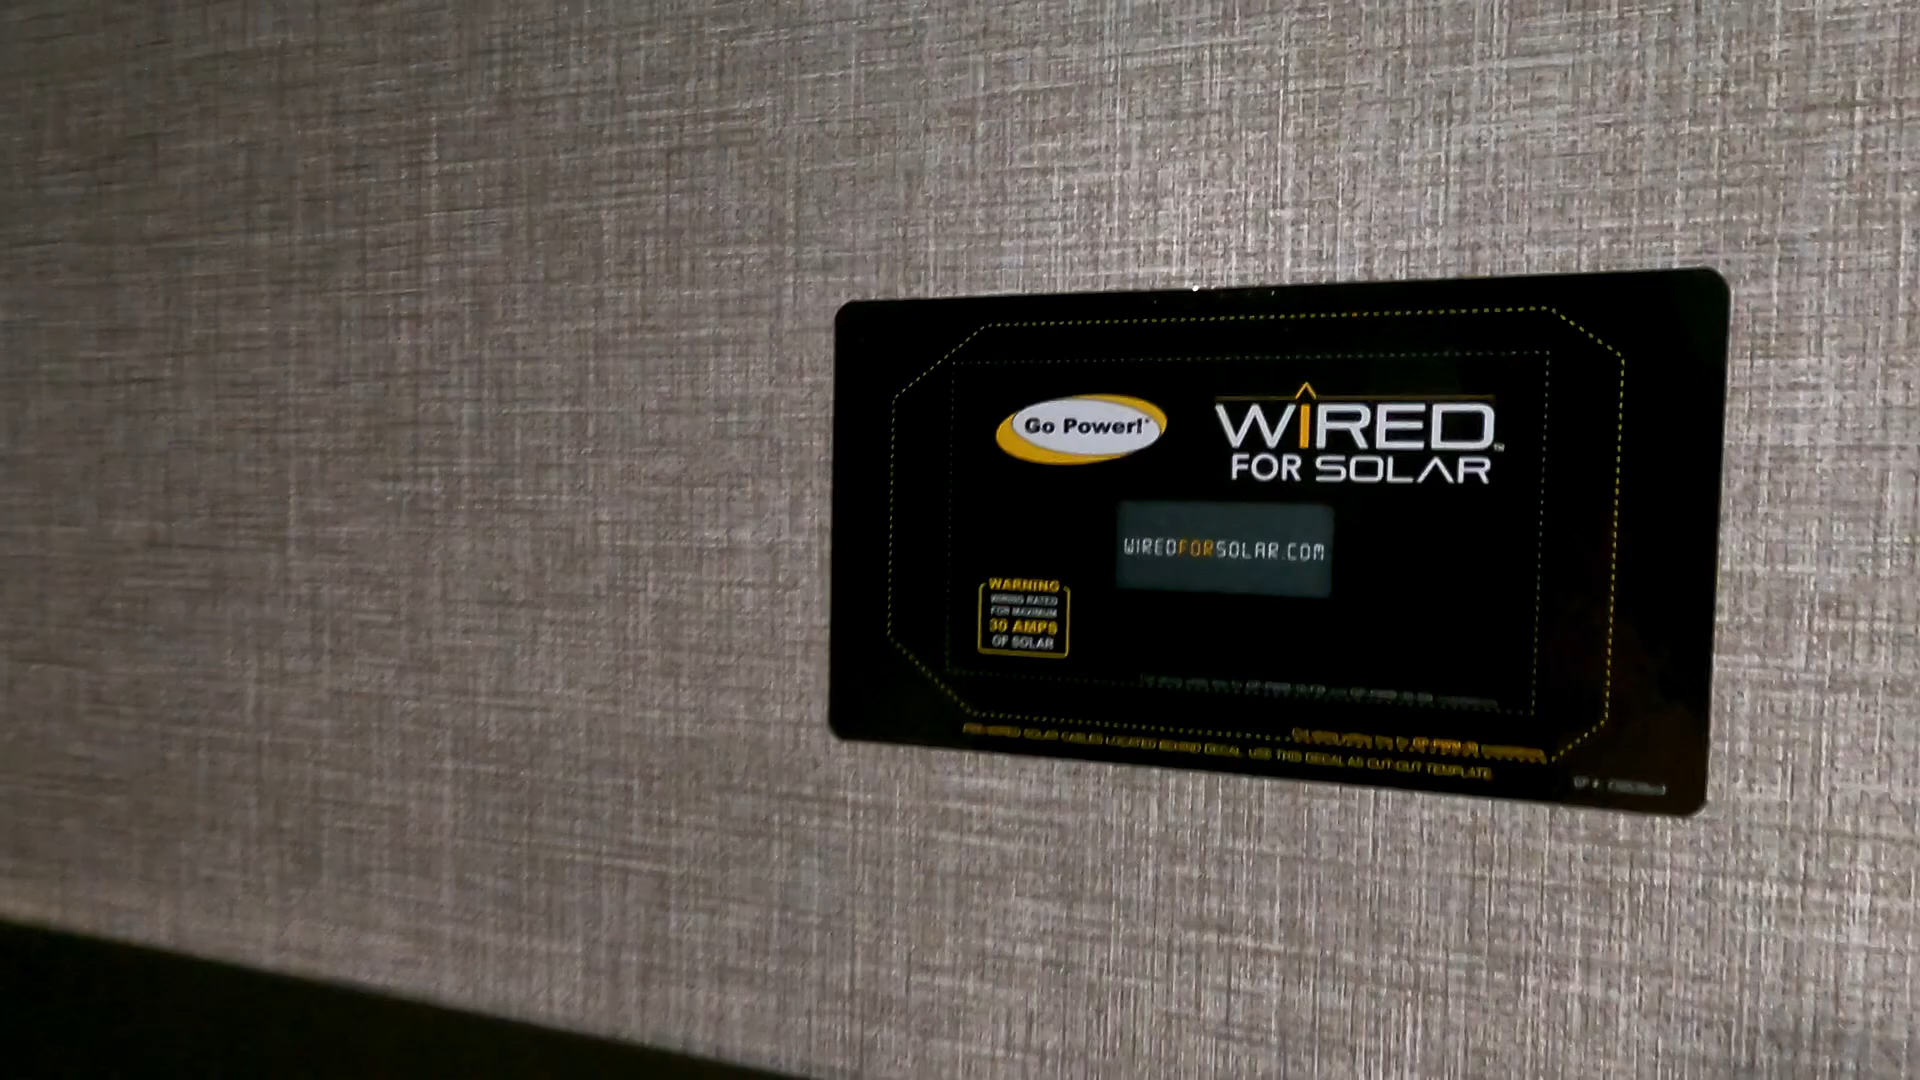 Go Power!®
WIRED™
FOR SOLAR
WIREDFORSOLAR.COM
WARNING
WIRING RATED
FOR MAXIMUM
30 AMPS
OF SOLAR
PRE-WIRED SOLAR CABLES LOCATED BEHIND DECAL. USE THIS DECAL AS CUT-OUT TEMPLATE